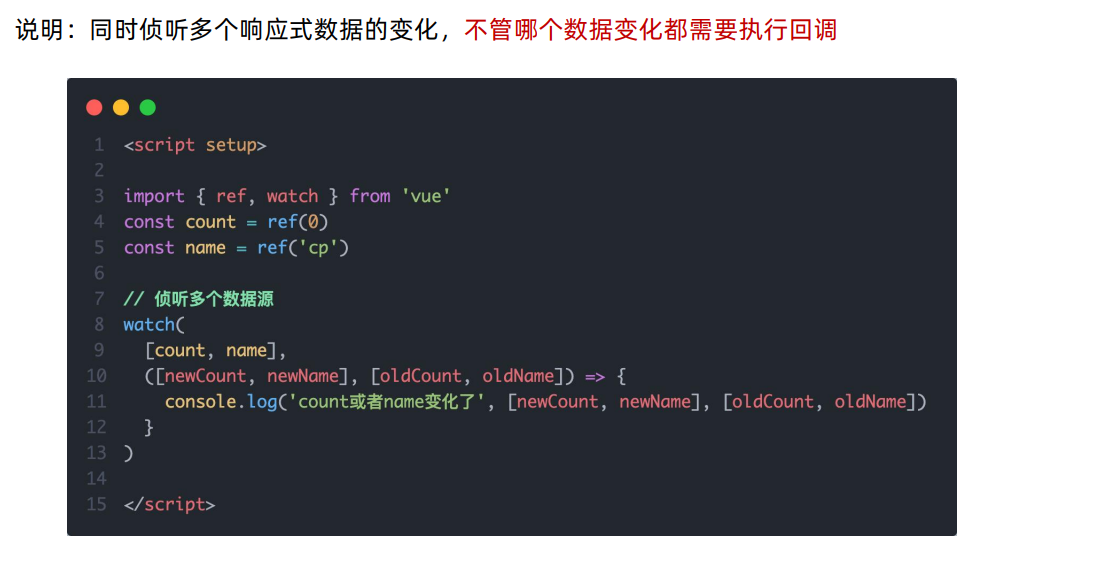 说明：同时侦听多个响应式数据的变化，不管哪个数据变化都需要执行回调
1 <script setup>
2
3 import { ref, watch } from 'vue'
4 const count = ref(0)
5 const name = ref('cp')
6
7 // 侦听多个数据源
8 watch(
9   [count, name],
10   ([newCount, newName], [oldCount, oldName]) => {
11     console.log('count或者name变化了', [newCount, newName], [oldCount, oldName])
12   }
13 )
14
15 </script>